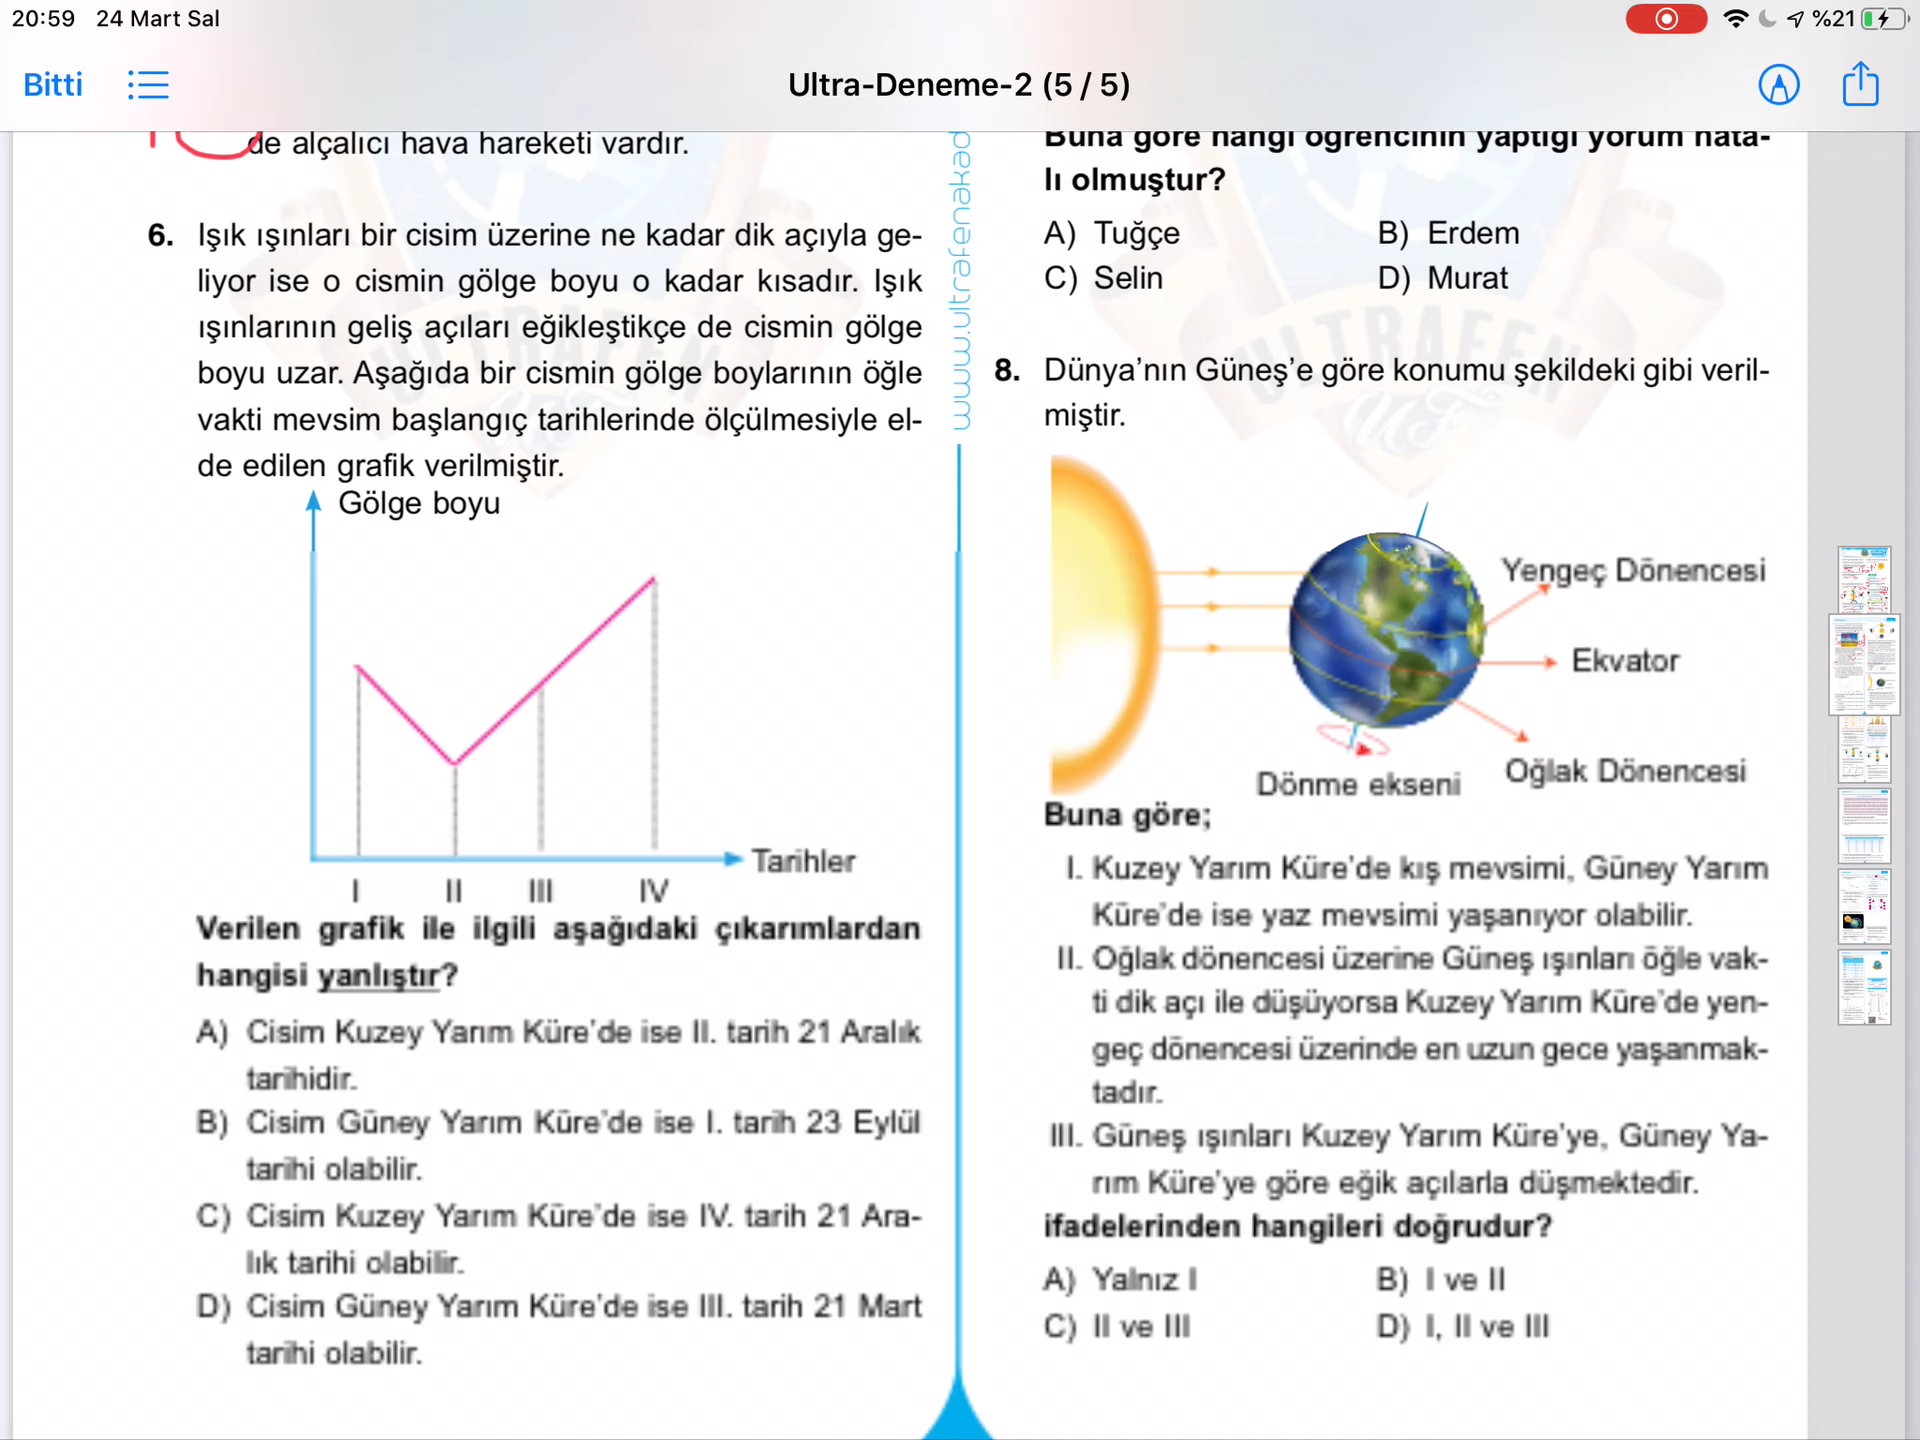 20:59 24 Mart Sal
%21
Bitti
Ultra-Deneme-2 (5 / 5)
de alçalıcı hava hareketi vardır.
6. Işık ışınları bir cisim üzerine ne kadar dik açıyla ge-
liyor ise o cismin gölge boyu o kadar kısadır. Işık
ışınlarının geliş açıları eğikleştikçe de cismin gölge
boyu uzar. Aşağıda bir cismin gölge boylarının öğle
vakti mevsim başlangıç tarihlerinde ölçülmesiyle el-
de edilen grafik verilmiştir.
Gölge boyu
Tarihler
I II III IV
Verilen grafik ile ilgili aşağıdaki çıkarımlardan
hangisi yanlıştır?
A) Cisim Kuzey Yarım Küre'de ise II. tarih 21 Aralık
tarihidir.
B) Cisim Güney Yarım Küre'de ise I. tarih 23 Eylül
tarihi olabilir.
C) Cisim Kuzey Yarım Küre'de ise IV. tarih 21 Ara-
lık tarihi olabilir.
D) Cisim Güney Yarım Küre'de ise III. tarih 21 Mart
tarihi olabilir.
www.ultrafenakad
Buna göre hangi öğrencinin yaptığı yorum hata-
lı olmuştur?
A) Tuğçe B) Erdem
C) Selin D) Murat
8. Dünya'nın Güneş'e göre konumu şekildeki gibi veril-
miştir.
Yengeç Dönencesi
Ekvator
Oğlak Dönencesi
Dönme ekseni
Buna göre;
I. Kuzey Yarım Küre'de kış mevsimi, Güney Yarım
Küre'de ise yaz mevsimi yaşanıyor olabilir.
II. Oğlak dönencesi üzerine Güneş ışınları öğle vak-
ti dik açı ile düşüyorsa Kuzey Yarım Küre'de yen-
geç dönencesi üzerinde en uzun gece yaşanmak-
tadır.
III. Güneş ışınları Kuzey Yarım Küre'ye, Güney Ya-
rım Küre'ye göre eğik açılarla düşmektedir.
ifadelerinden hangileri doğrudur?
A) Yalnız I B) I ve II
C) II ve III D) I, II ve III
ULTRAFEN
ULTRAFEN